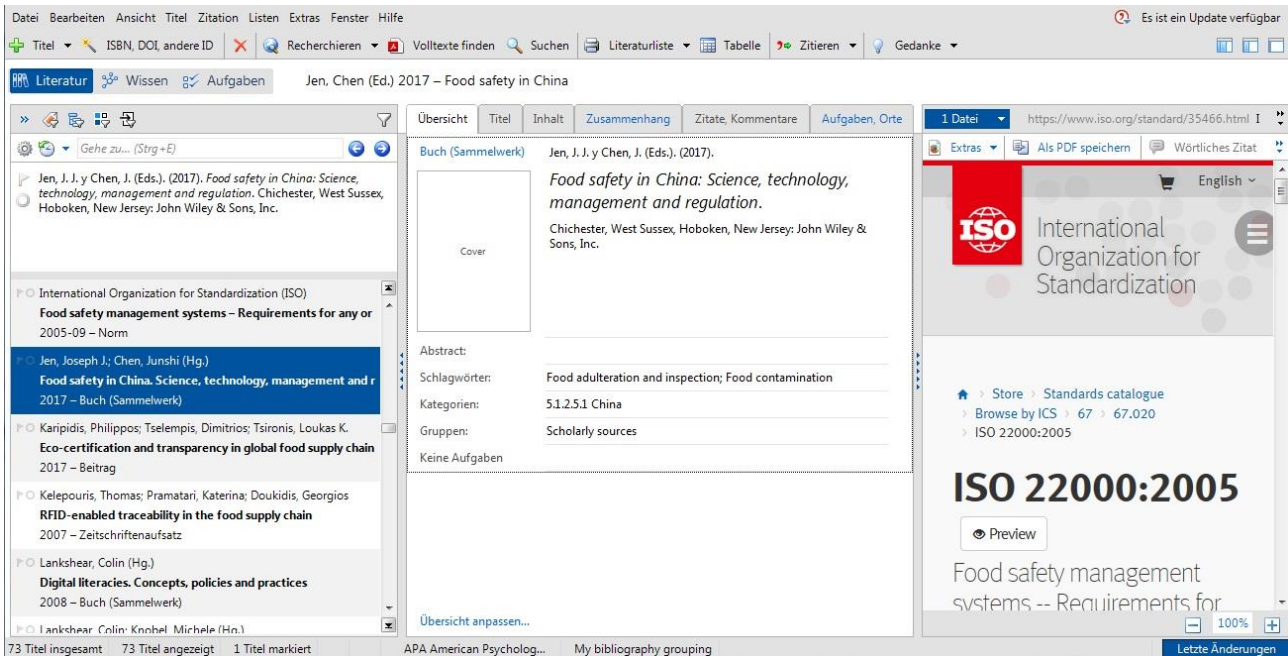 Datei Bearbeiten Ansicht Titel Zitation Listen Extras Fenster Hilfe
Es ist ein Update verfügbar
Titel ISBN, DOI, andere ID Recherchieren Volltexte finden Suchen Literaturliste Tabelle Zitieren Gedanke
Literatur Wissen Aufgaben Jen, Chen (Ed.) 2017 – Food safety in China
Gehe zu... (Strg+E)
Jen, J. J. y Chen, J. (Eds.). (2017). Food safety in China: Science,
technology, management and regulation. Chichester, West Sussex,
Hoboken, New Jersey: John Wiley & Sons, Inc.
International Organization for Standardization (ISO)
Food safety management systems – Requirements for any or
2005-09 – Norm
Jen, Joseph J.; Chen, Junshi (Hg.)
Food safety in China. Science, technology, management and r
2017 – Buch (Sammelwerk)
Karipidis, Philippos; Tselempis, Dimitrios; Tsironis, Loukas K.
Eco-certification and transparency in global food supply chain
2017 – Beitrag
Kelepouris, Thomas; Pramatari, Katerina; Doukidis, Georgios
RFID-enabled traceability in the food supply chain
2007 – Zeitschriftenaufsatz
Lankshear, Colin (Hg.)
Digital literacies. Concepts, policies and practices
2008 – Buch (Sammelwerk)
Lankshear, Colin; Knobel, Michele (Hg.)
Übersicht Titel Inhalt Zusammenhang Zitate, Kommentare Aufgaben, Orte
Buch (Sammelwerk) Jen, J. J. y Chen, J. (Eds.). (2017).
Food safety in China: Science, technology,
management and regulation.
Chichester, West Sussex, Hoboken, New Jersey: John Wiley &
Sons, Inc.
Cover
Abstract:
Schlagwörter: Food adulteration and inspection; Food contamination
Kategorien: 5.1.2.5.1 China
Gruppen: Scholarly sources
Keine Aufgaben
Übersicht anpassen...
1 Datei https://www.iso.org/standard/35466.html I
Extras Als PDF speichern Wörtliches Zitat
English
ISO
International
Organization for
Standardization
> Store > Standards catalogue
> Browse by ICS > 67 > 67.020
> ISO 22000:2005
ISO 22000:2005
Preview
Food safety management
systems -- Requirements for
100%
73 Titel insgesamt 73 Titel angezeigt 1 Titel markiert APA American Psycholog... My bibliography grouping Letzte Änderungen